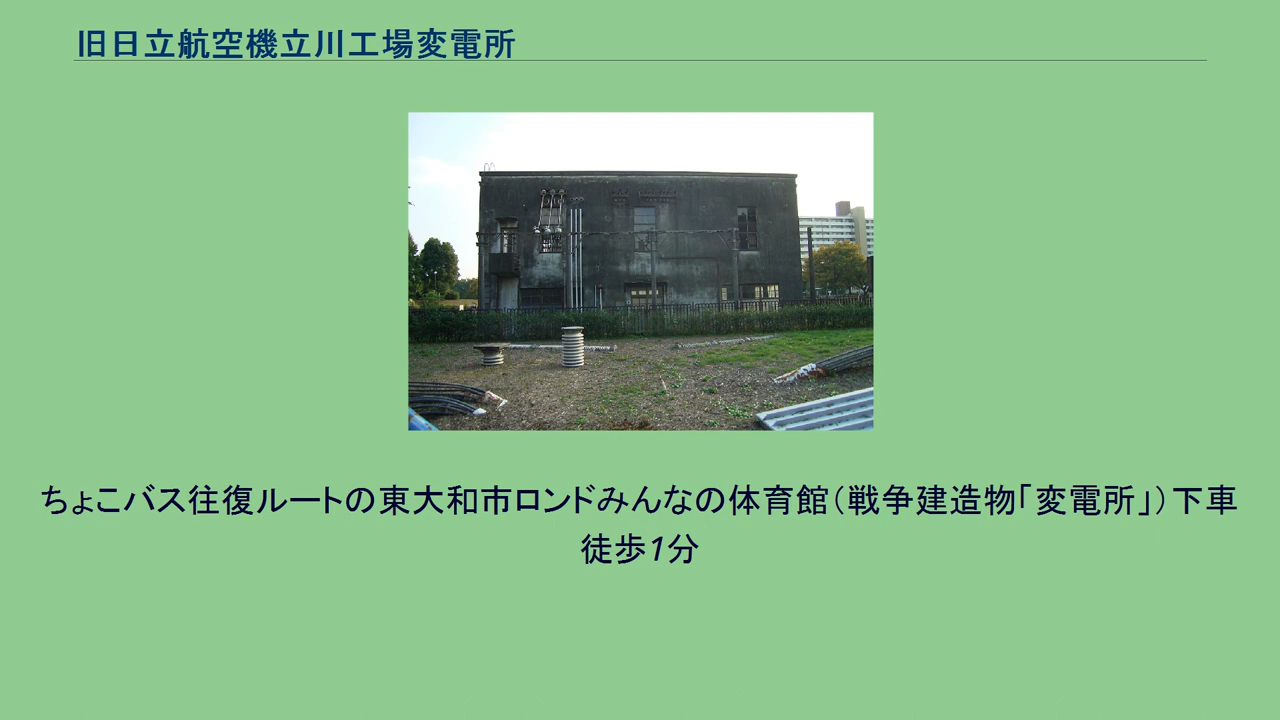 旧日立航空機立川工場変電所
ちょこバス往復ルートの東大和市ロンドみんなの体育館（戦争建造物「変電所」）下車
徒歩1分